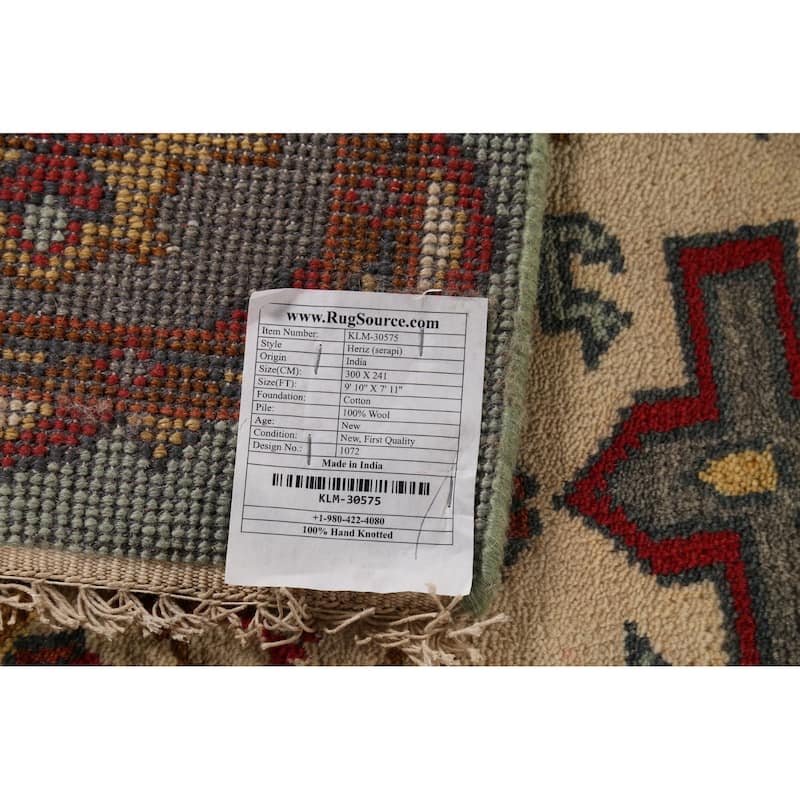 www.RugSource.com
Item Number: KLM-30575
Style Heriz (serapi)
Origin India
Size(CM): 300 X 241
Size(FT): 9' 10" X 7' 11"
Foundation: Cotton
Pile: 100% Wool
Age: New
Condition: New, First Quality
Design No.: 1072
Made in India
KLM-30575
+1-980-422-4080
100% Hand Knotted